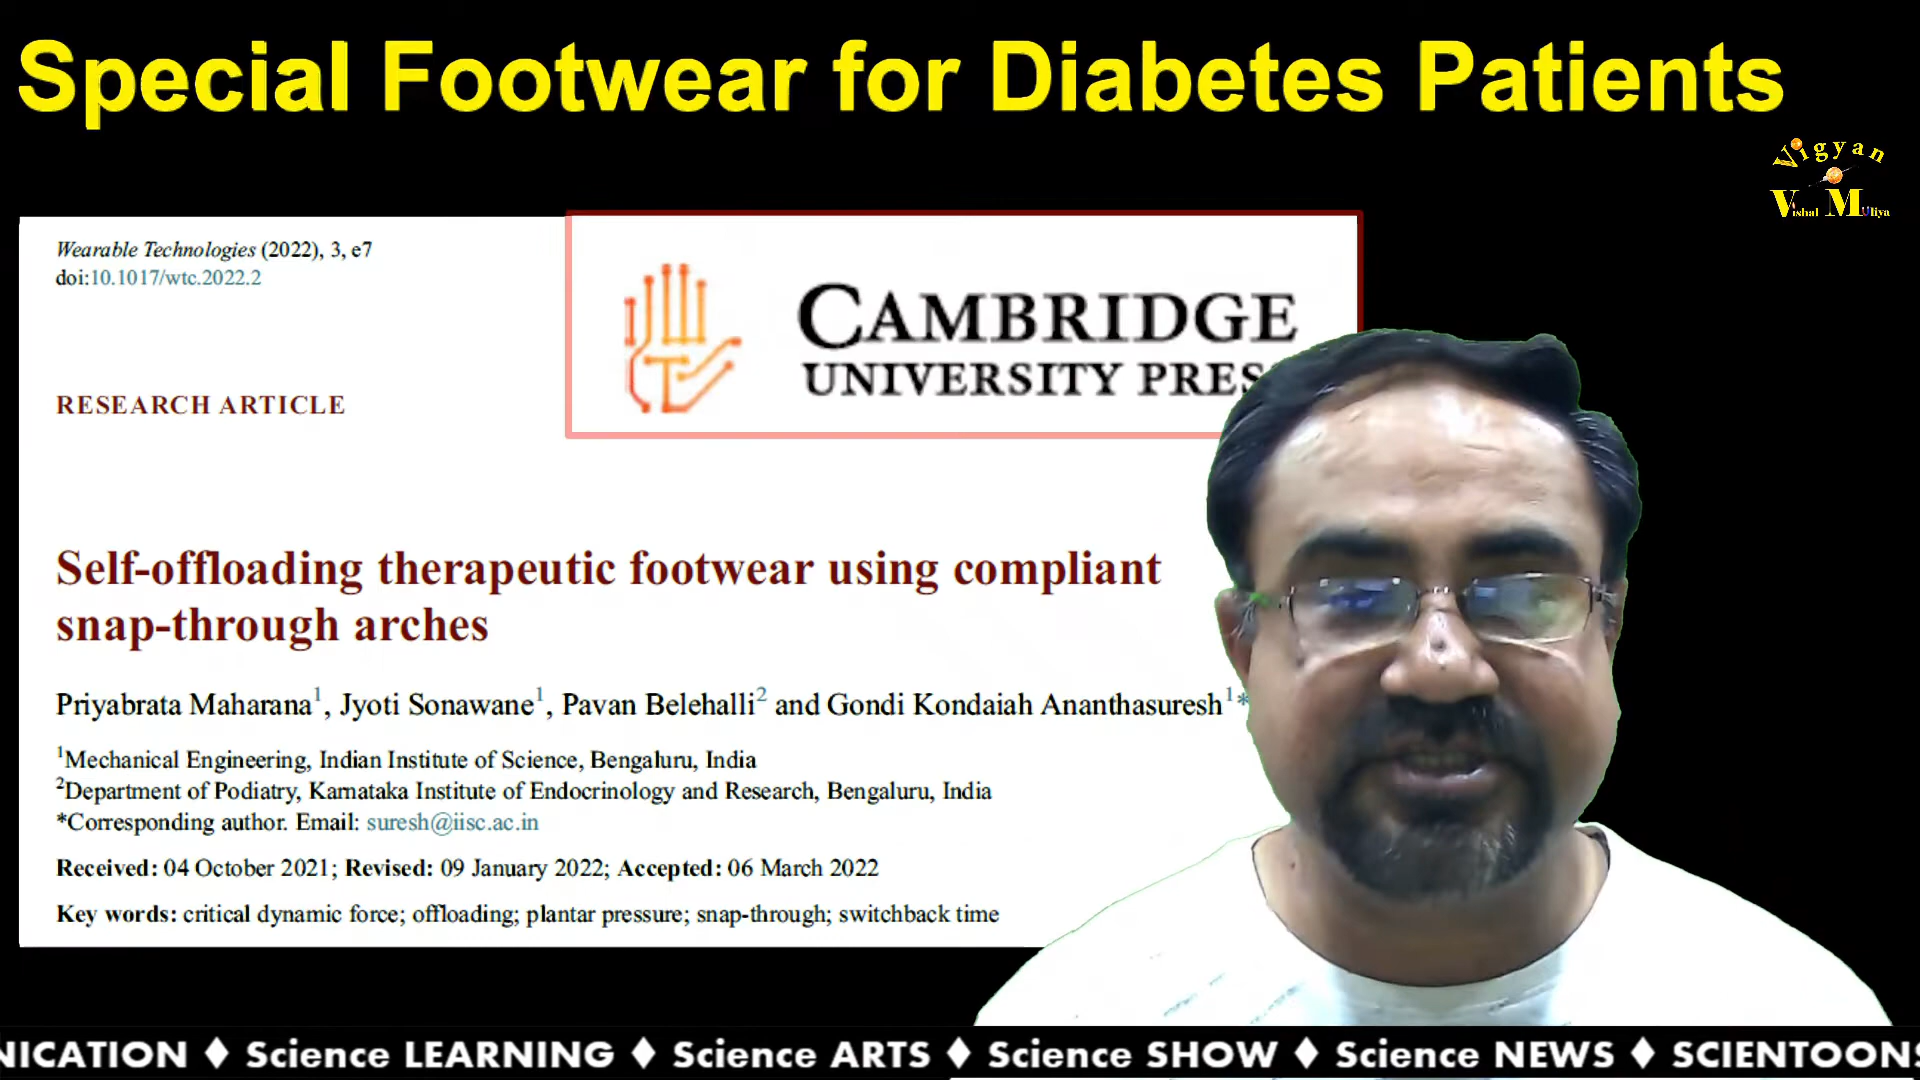 Special Footwear for Diabetes Patients
Vigyan
Vishal Muliya
Wearable Technologies (2022), 3, e7
doi:10.1017/wtc.2022.2
CAMBRIDGE
UNIVERSITY PRES
RESEARCH ARTICLE
Self-offloading therapeutic footwear using compliant
snap-through arches
Priyabrata Maharana¹, Jyoti Sonawane¹, Pavan Belehalli² and Gondi Kondaiah Ananthasuresh¹*
¹Mechanical Engineering, Indian Institute of Science, Bengaluru, India
²Department of Podiatry, Karnataka Institute of Endocrinology and Research, Bengaluru, India
*Corresponding author. Email: suresh@iisc.ac.in
Received: 04 October 2021; Revised: 09 January 2022; Accepted: 06 March 2022
Key words: critical dynamic force; offloading; plantar pressure; snap-through; switchback time
NICATION ♦ Science LEARNING ♦ Science ARTS ♦ Science SHOW ♦ Science NEWS ♦ SCIENTOONS